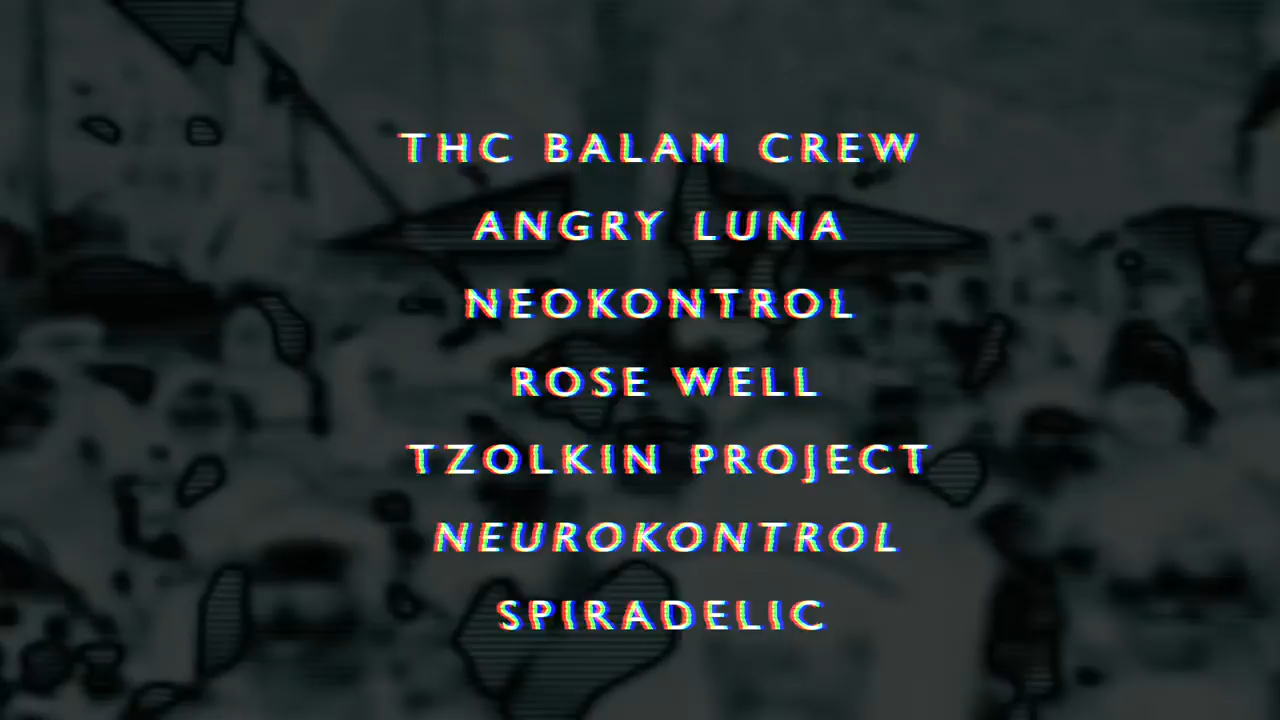 THC BALAM CREW
ANGRY LUNA
NEOKONTROL
ROSE WELL
TZOLKIN PROJECT
NEUROKONTROL
SPIRADELIC